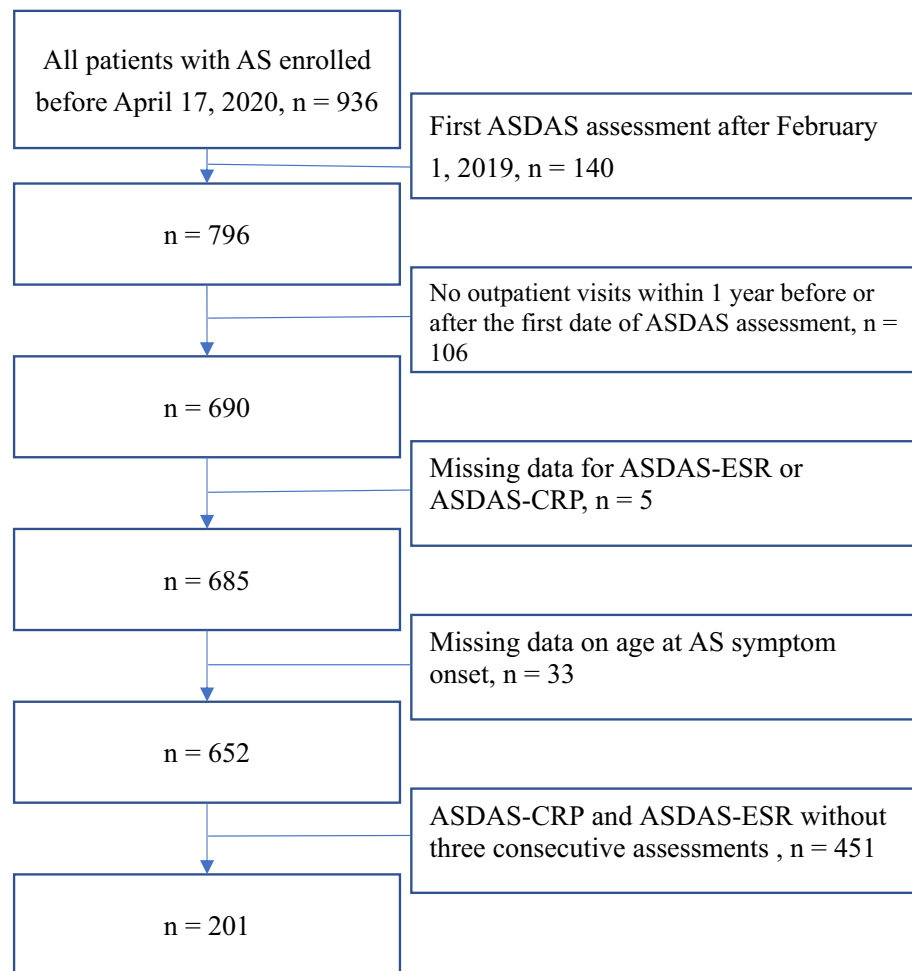 All patients with AS enrolled
before April 17, 2020, n = 936
First ASDAS assessment after February
1, 2019, n = 140
n = 796
No outpatient visits within 1 year before or
after the first date of ASDAS assessment, n =
106
n = 690
Missing data for ASDAS-ESR or
ASDAS-CRP, n = 5
n = 685
Missing data on age at AS symptom
onset, n = 33
n = 652
ASDAS-CRP and ASDAS-ESR without
three consecutive assessments , n = 451
n = 201